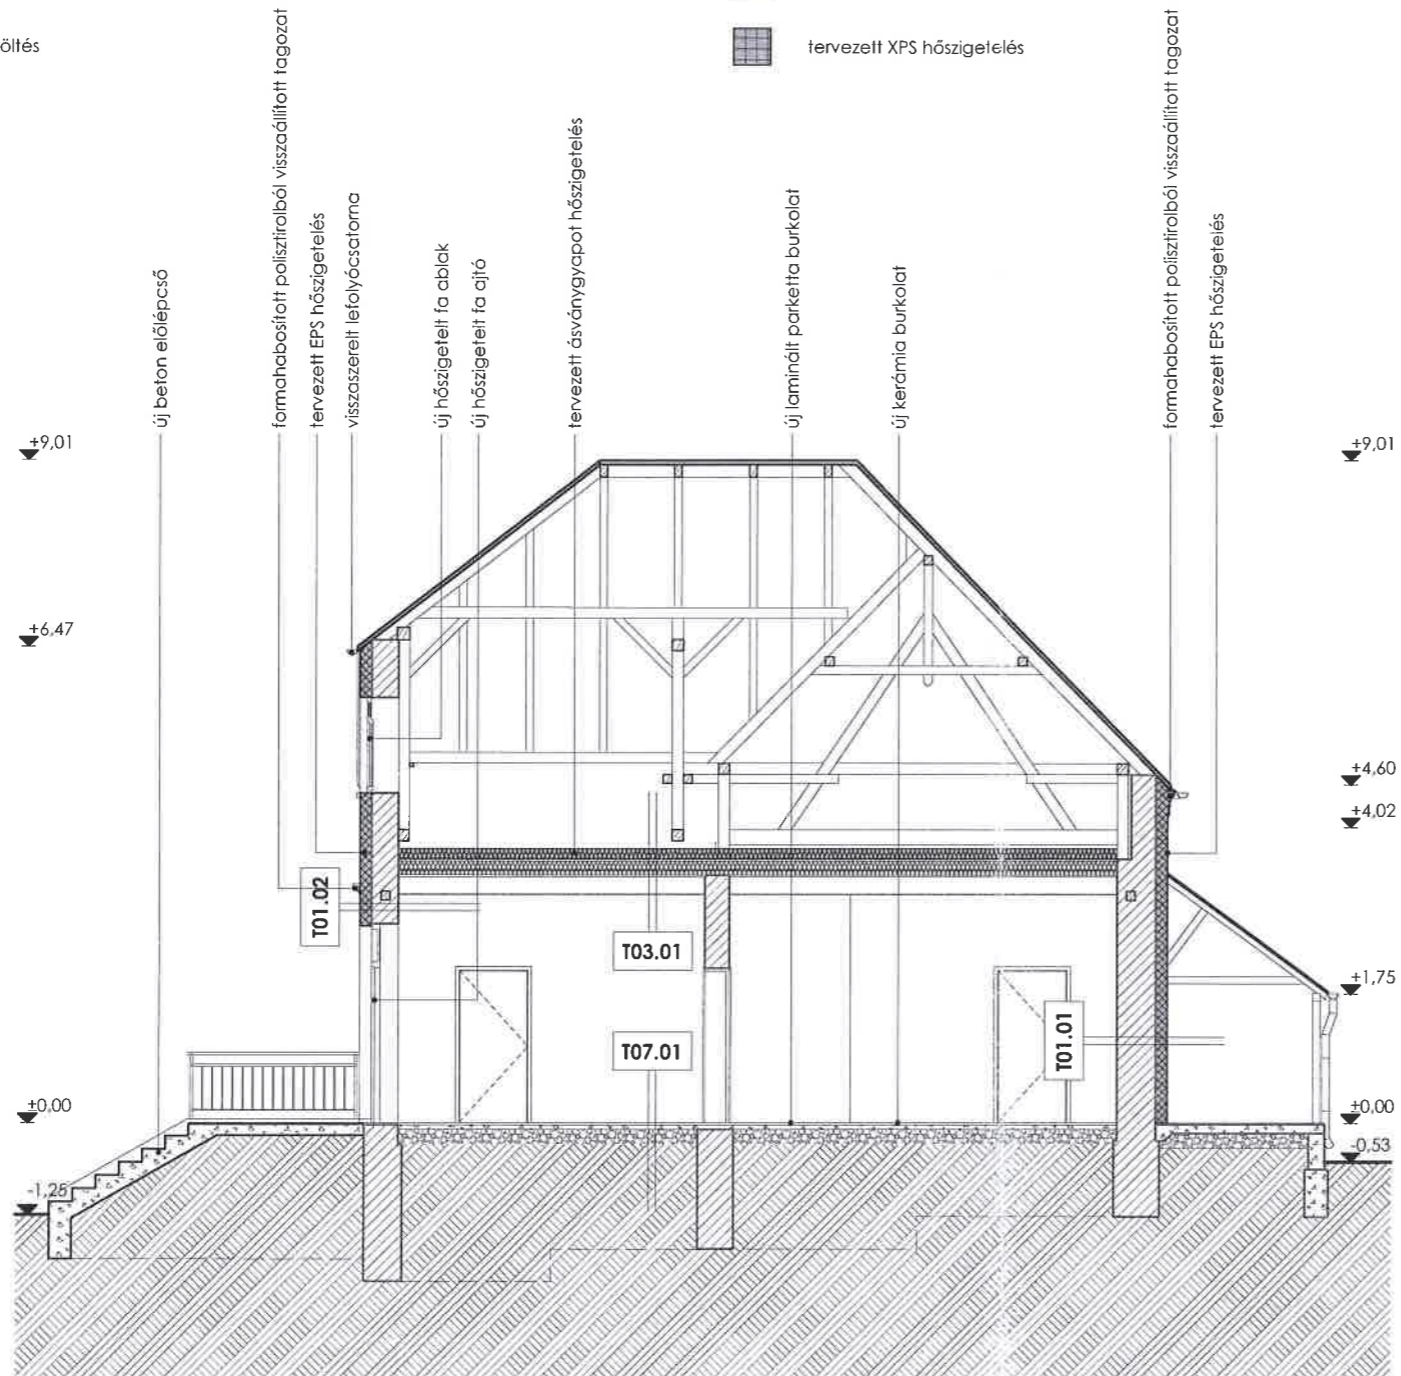 öltés
tervezett XPS hőszigetelés
új beton előlépcső
formahabosított polisztirolból visszaállított tagozat
tervezett EPS hőszigetelés
visszaszerelt lefolyócsatorna
új hőszigetelt fa ablak
új hőszigetelt fa ajtó
tervezett ásványgyapot hőszigetelés
új laminált parketta burkolat
új kerámia burkolat
formahabosított polisztirolból visszaállított tagozat
tervezett EPS hőszigetelés
+9,01
+9,01
+6,47
+4,60
+4,02
T01.02
T03.01
+1,75
T01.01
T07.01
±0,00
±0,00
-0,53
-1,25